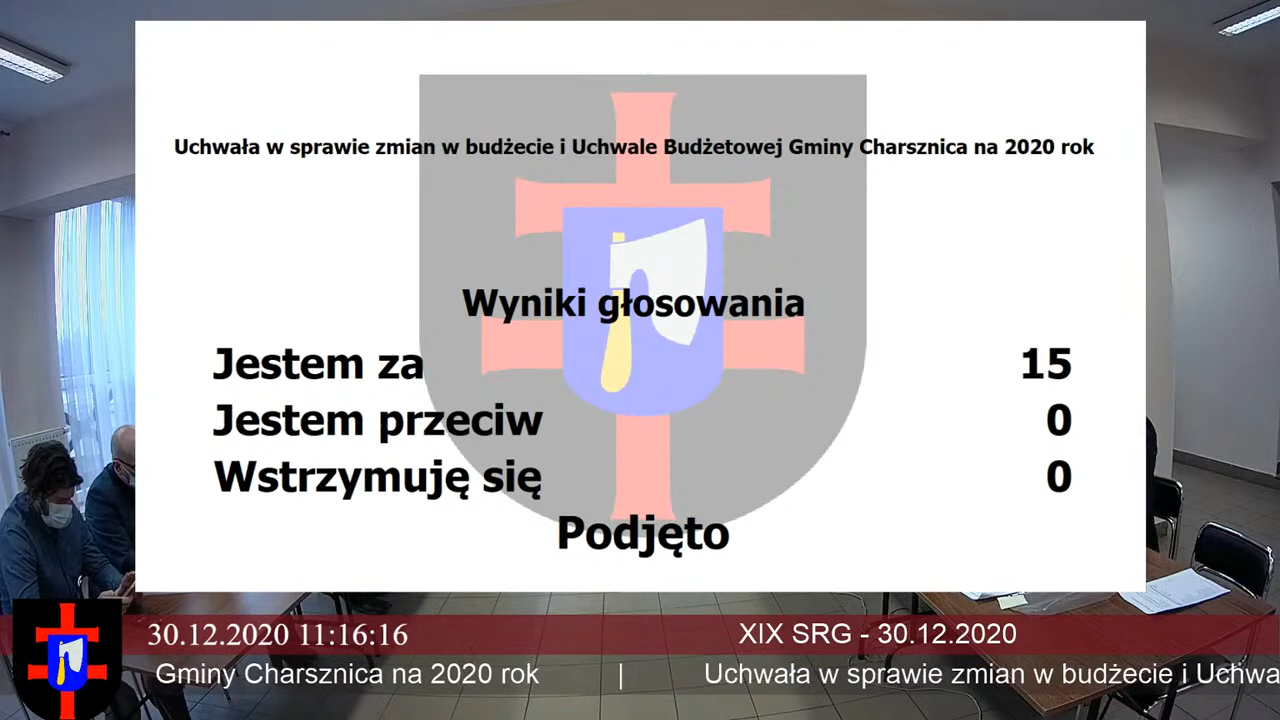 Uchwała w sprawie zmian w budżecie i Uchwale Budżetowej Gminy Charsznica na 2020 rok
Wyniki głosowania
Jestem za 15
Jestem przeciw 0
Wstrzymuję się 0
Podjęto
30.12.2020 11:16:16 XIX SRG - 30.12.2020
Gminy Charsznica na 2020 rok | Uchwała w sprawie zmian w budżecie i Uchwa